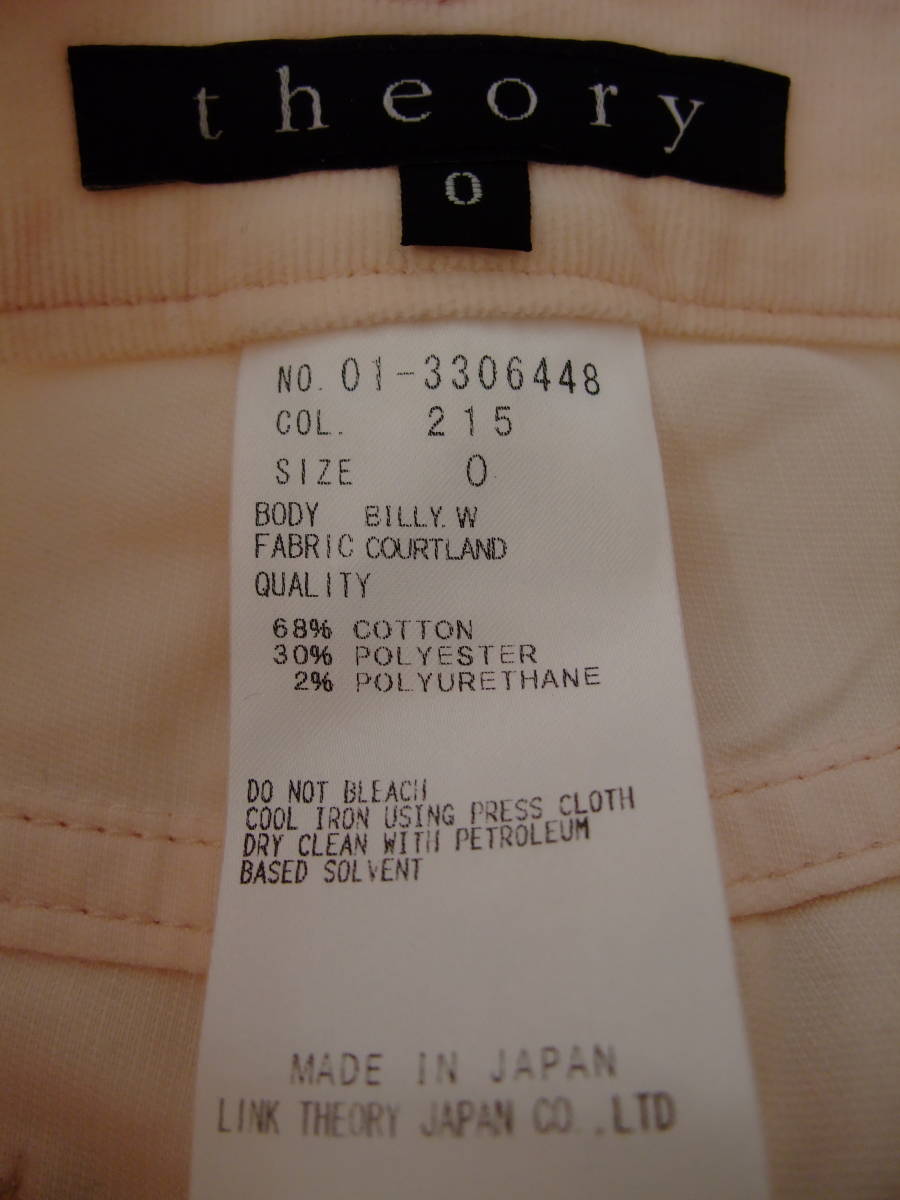 theory
0
NO. 01-3306448
COL. 215
SIZE 0
BODY BILLY. W
FABRIC COURTLAND
QUALITY
68% COTTON
30% POLYESTER
2% POLYURETHANE
DO NOT BLEACH
COOL IRON USING PRESS CLOTH
DRY CLEAN WITH PETROLEUM
BASED SOLVENT
MADE IN JAPAN
LINK THEORY JAPAN CO.,LTD